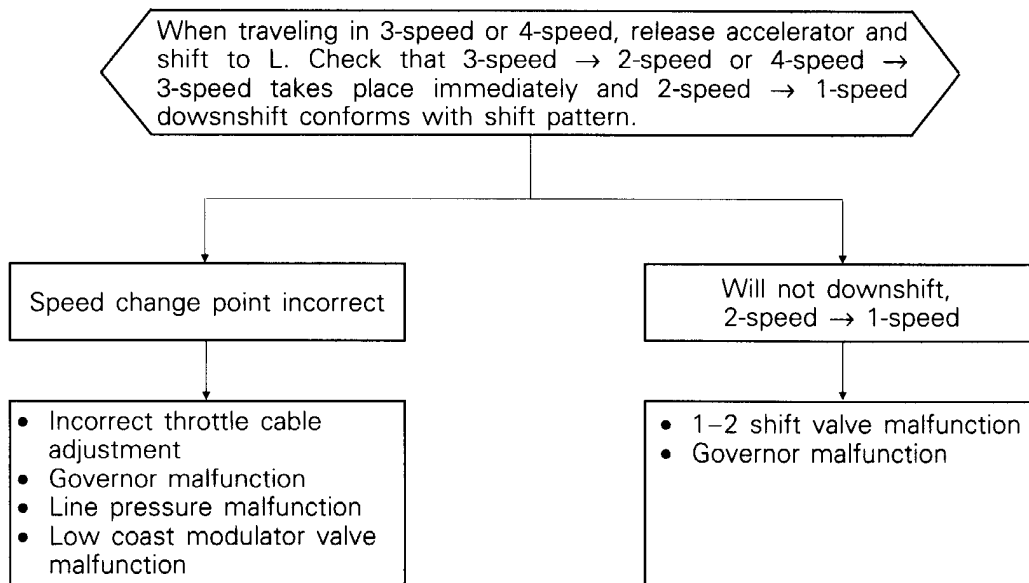 When traveling in 3-speed or 4-speed, release accelerator and
shift to L. Check that 3-speed → 2-speed or 4-speed →
3-speed takes place immediately and 2-speed → 1-speed
dowsnshift conforms with shift pattern.
Speed change point incorrect
Will not downshift,
2-speed → 1-speed
• Incorrect throttle cable
adjustment
• Governor malfunction
• Line pressure malfunction
• Low coast modulator valve
malfunction
• 1–2 shift valve malfunction
• Governor malfunction